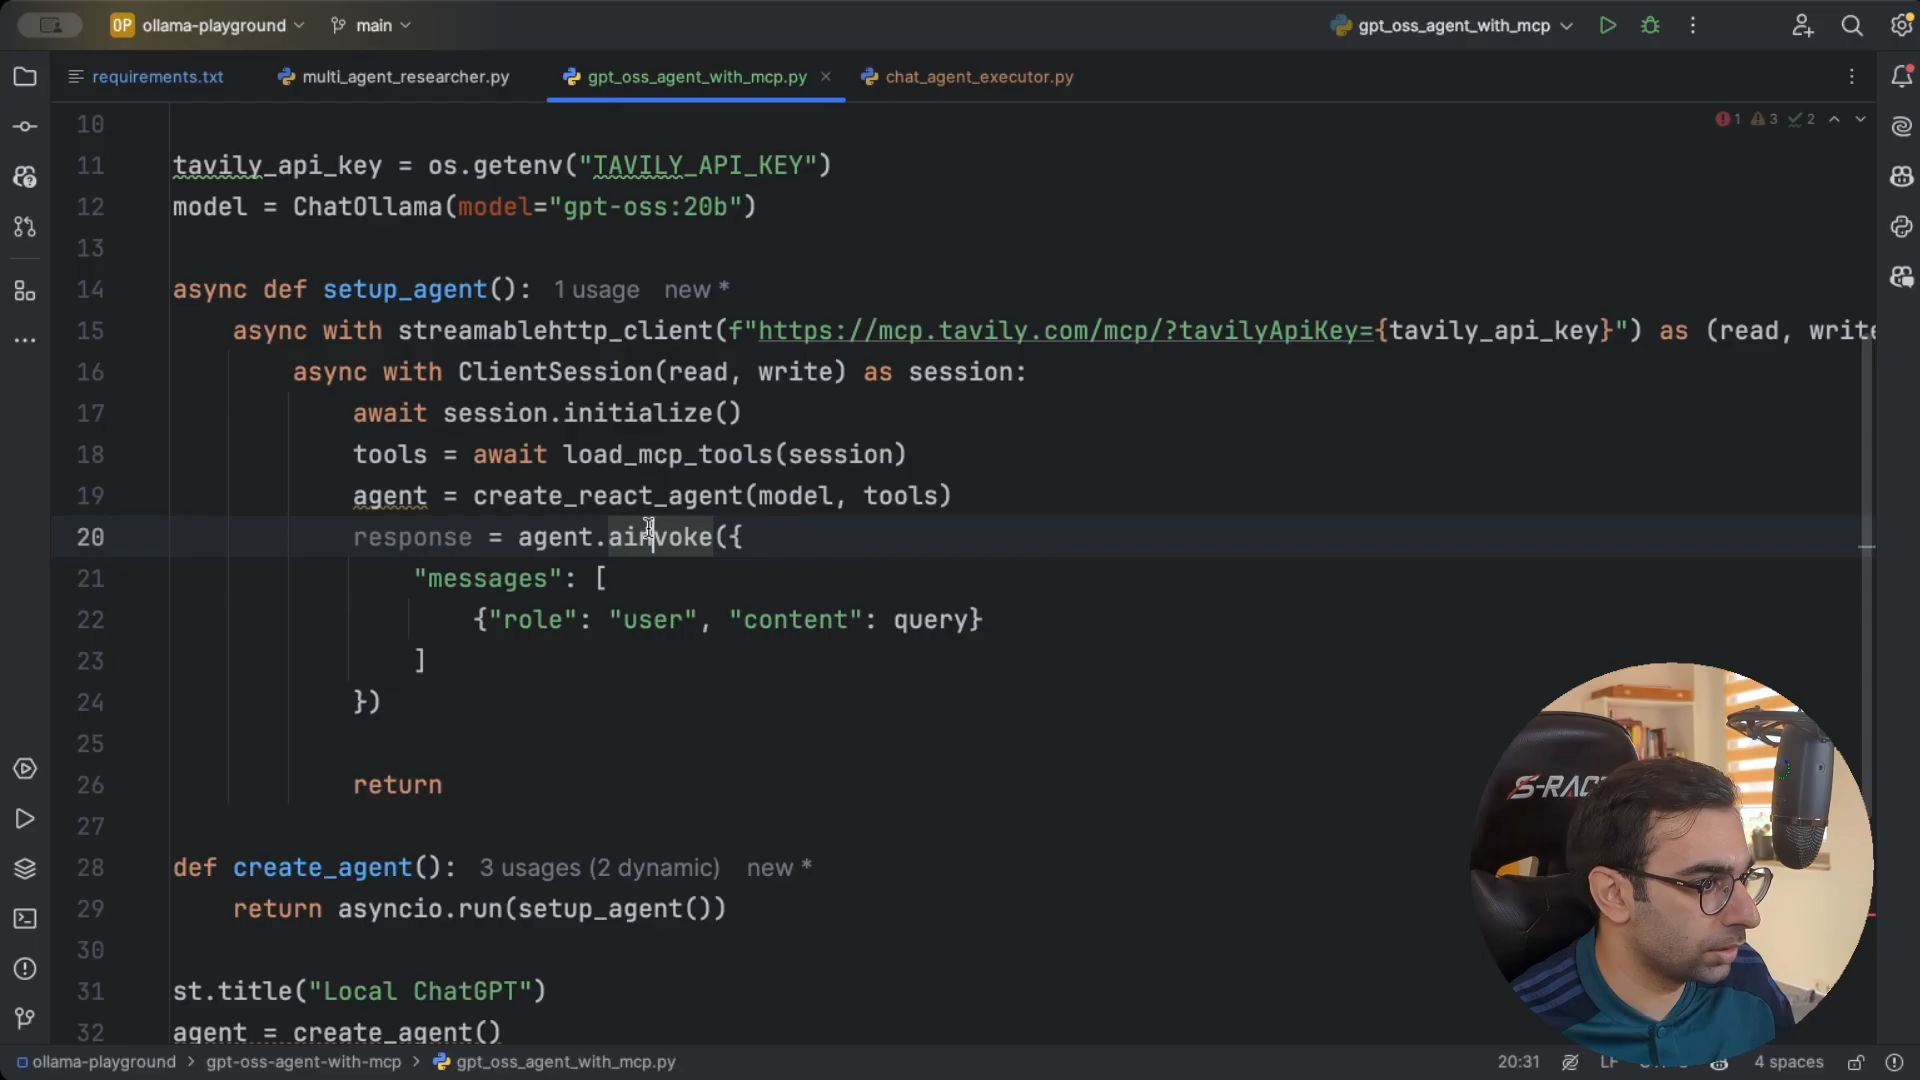 OP ollama-playground main gpt_oss_agent_with_mcp
requirements.txt multi_agent_researcher.py gpt_oss_agent_with_mcp.py chat_agent_executor.py
1 3 2
10
11 tavily_api_key = os.getenv("TAVILY_API_KEY")
12 model = ChatOllama(model="gpt-oss:20b")
13
14 async def setup_agent(): 1 usage new *
15 async with streamablehttp_client(f"https://mcp.tavily.com/mcp/?tavilyApiKey={tavily_api_key}") as (read, write
16 async with ClientSession(read, write) as session:
17 await session.initialize()
18 tools = await load_mcp_tools(session)
19 agent = create_react_agent(model, tools)
20 response = agent.ainvoke({
21 "messages": [
22 {"role": "user", "content": query}
23 ]
24 })
25
26 return
27
28 def create_agent(): 3 usages (2 dynamic) new *
29 return asyncio.run(setup_agent())
30
31 st.title("Local ChatGPT")
32 agent = create_agent()
S-RAC
ollama-playground > gpt-oss-agent-with-mcp > gpt_oss_agent_with_mcp.py 20:31 LF 4 spaces